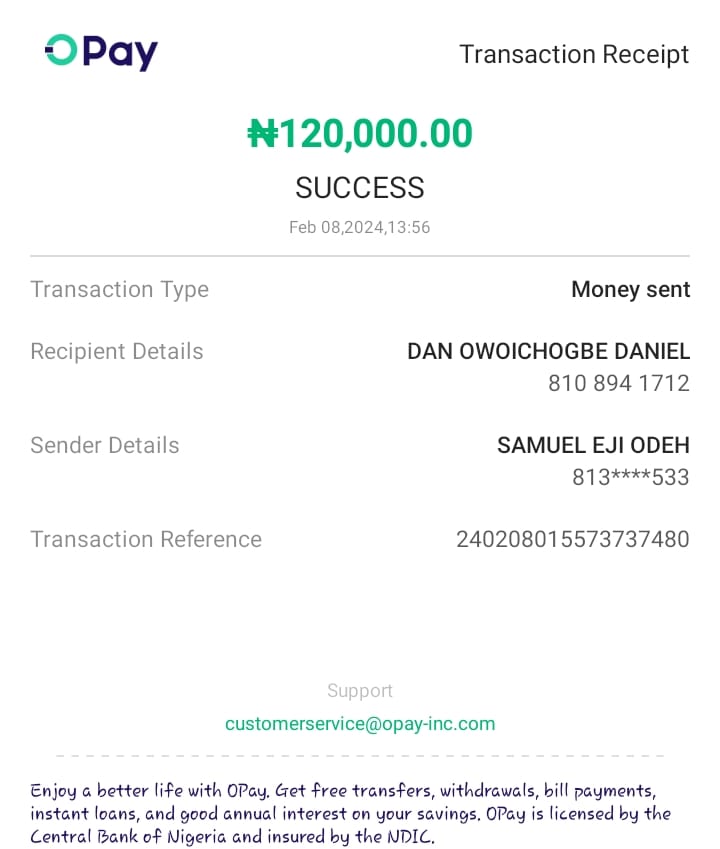 OPay
Transaction Receipt
₦120,000.00
SUCCESS
Feb 08,2024,13:56
Transaction Type Money sent
Recipient Details DAN OWOICHOGBE DANIEL
810 894 1712
Sender Details SAMUEL EJI ODEH
813****533
Transaction Reference 240208015573737480
Support
customerservice@opay-inc.com
Enjoy a better life with OPay. Get free transfers, withdrawals, bill payments,
instant loans, and good annual interest on your savings. OPay is licensed by the
Central Bank of Nigeria and insured by the NDIC.